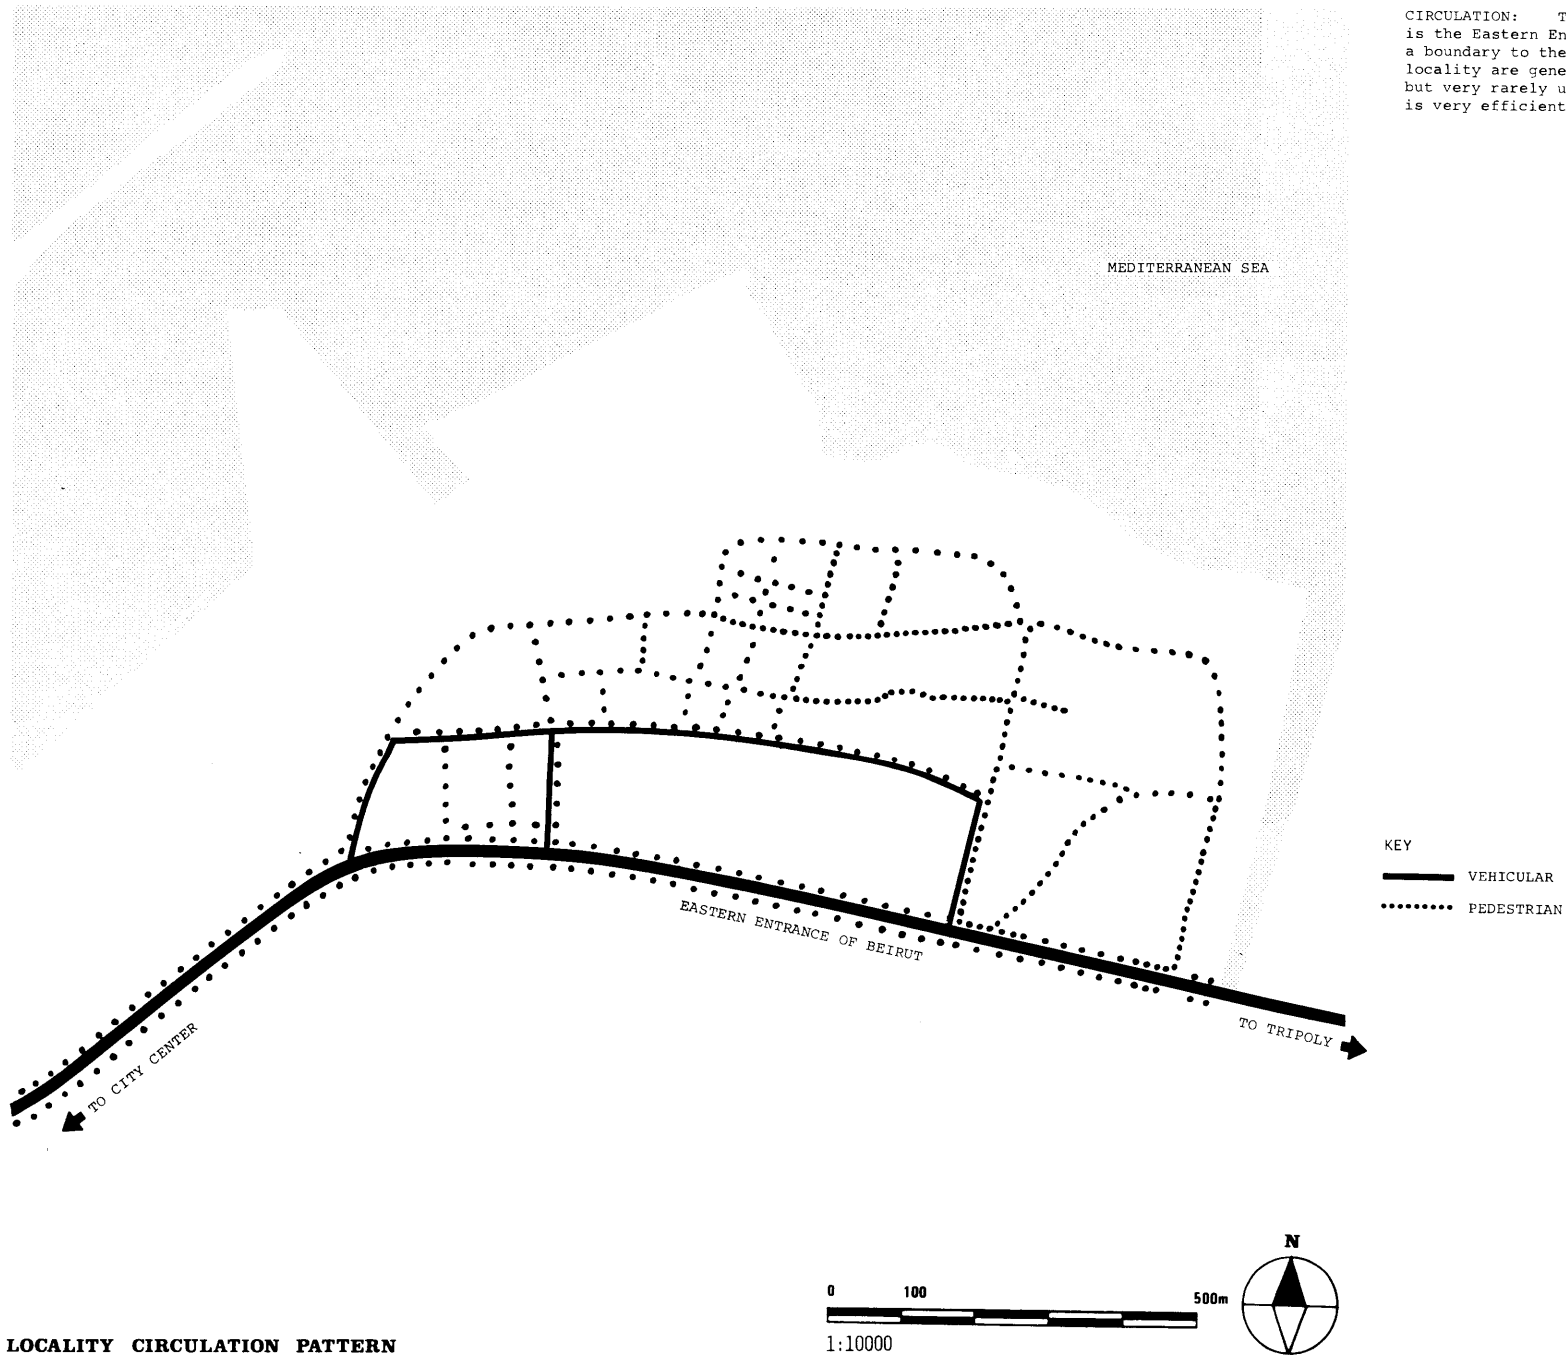 CIRCULATION: T
is the Eastern En
a boundary to the
locality are gene
but very rarely u
is very efficient
MEDITERRANEAN SEA
KEY
VEHICULAR
PEDESTRIAN
EASTERN ENTRANCE OF BEIRUT
TO CITY CENTER
TO TRIPOLY
N
0 100 500m
1:10000
LOCALITY CIRCULATION PATTERN